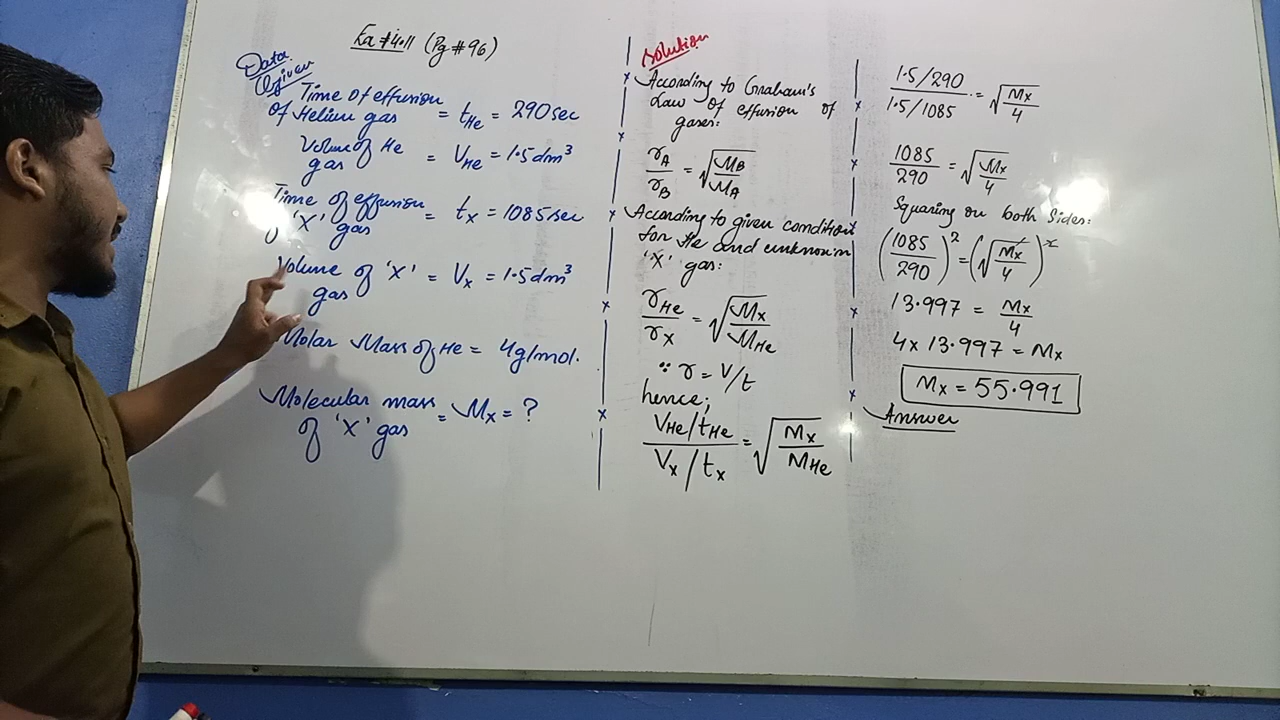 Ex # 4.11 (Pg # 96)
Data
Given
Time of effusion
of Helium gas = tHe = 290 sec
Volume of He
gas = VHe = 1.5 dm³
Time of effusion
of 'X' gas = tx = 1085 sec
Volume of 'X' = Vx = 1.5 dm³
gas
Molar Mass of He = 4g/mol.
Molecular mass
of 'X' gas = Mx = ?
Solution
According to Graham's
Law of effusion of
gases:
rA/rB = √MB/MA
According to given condition
for He and unknown
'X' gas:
rHe/rX = √Mx/MHe
∵ r = V/t
hence;
VHe/tHe / Vx/tx = √Mx/MHe
1.5/290 / 1.5/1085 = √Mx/4
1085/290 = √Mx/4
Squaring on both Sides:
(1085/290)² = (√Mx/4)²
13.997 = Mx/4
4 x 13.997 = Mx
Mx = 55.991
Answer